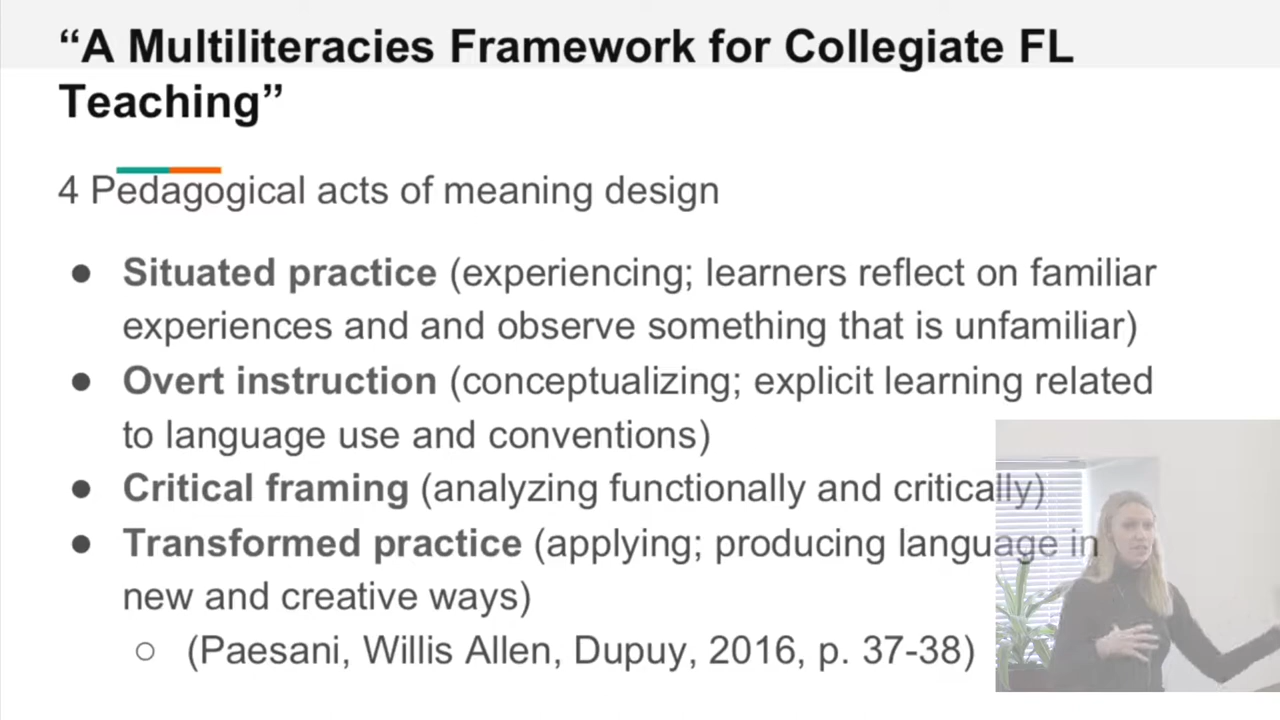 “A Multiliteracies Framework for Collegiate FL
Teaching”
4 Pedagogical acts of meaning design
● Situated practice (experiencing; learners reflect on familiar
experiences and and observe something that is unfamiliar)
● Overt instruction (conceptualizing; explicit learning related
to language use and conventions)
● Critical framing (analyzing functionally and critically)
● Transformed practice (applying; producing language in
new and creative ways)
○ (Paesani, Willis Allen, Dupuy, 2016, p. 37-38)